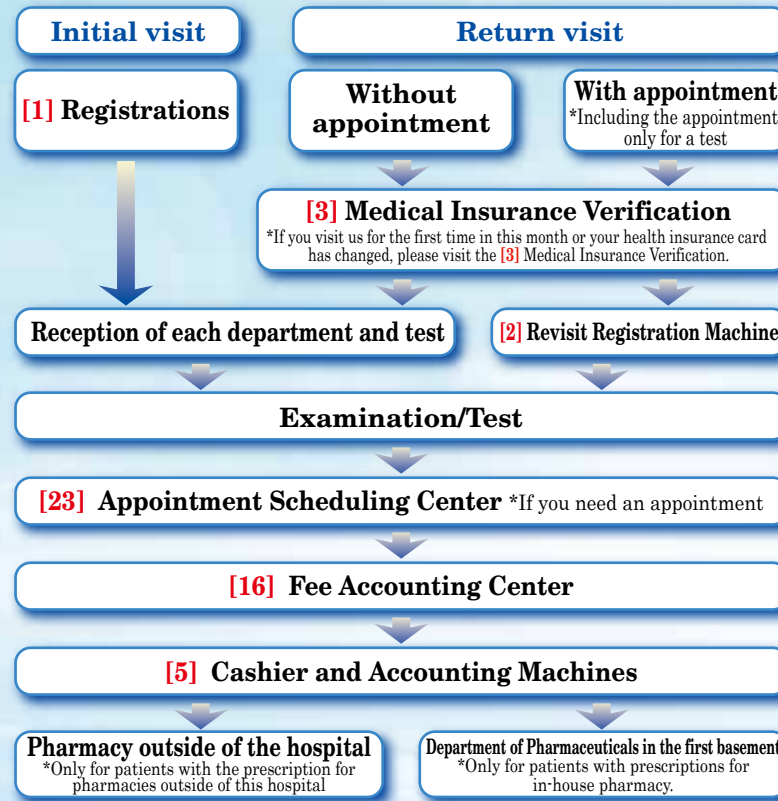 Initial visit
Return visit
[1] Registrations
Without
appointment
With appointment
*Including the appointment
only for a test
[3] Medical Insurance Verification
*If you visit us for the first time in this month or your health insurance card
has changed, please visit the [3] Medical Insurance Verification.
Reception of each department and test
[2] Revisit Registration Machine
Examination/Test
[23] Appointment Scheduling Center *If you need an appointment
[16] Fee Accounting Center
[5] Cashier and Accounting Machines
Pharmacy outside of the hospital
*Only for patients with the prescription for
pharmacies outside of this hospital
Department of Pharmaceuticals in the first basement
*Only for patients with prescriptions for
in-house pharmacy.